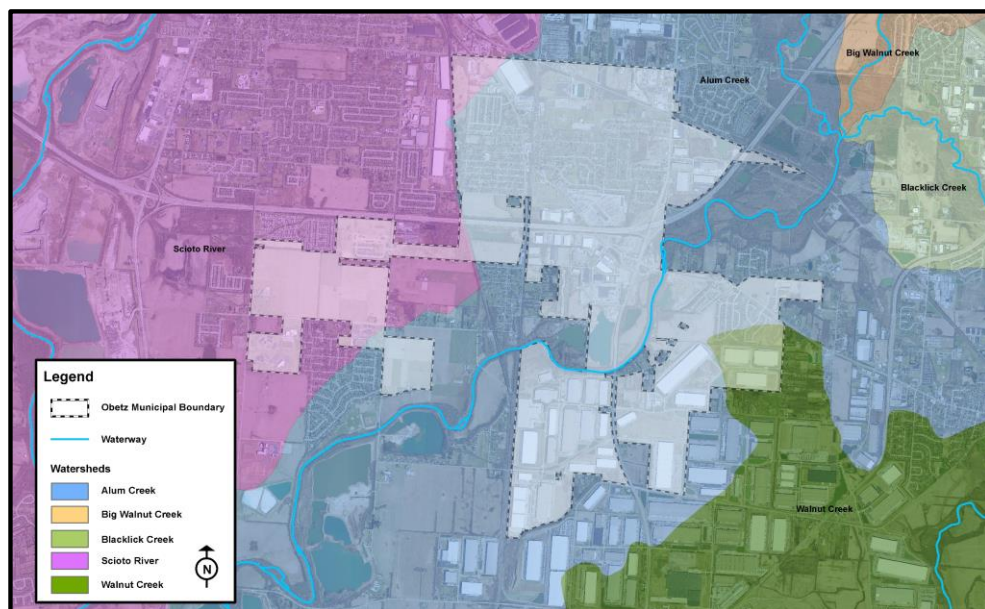 Big Walnut Creek
Alum Creek
Blacklick Creek
Scioto River
Walnut Creek
Legend
Obetz Municipal Boundary
Waterway
Watersheds
Alum Creek
Big Walnut Creek
Blacklick Creek
Scioto River
Walnut Creek
N